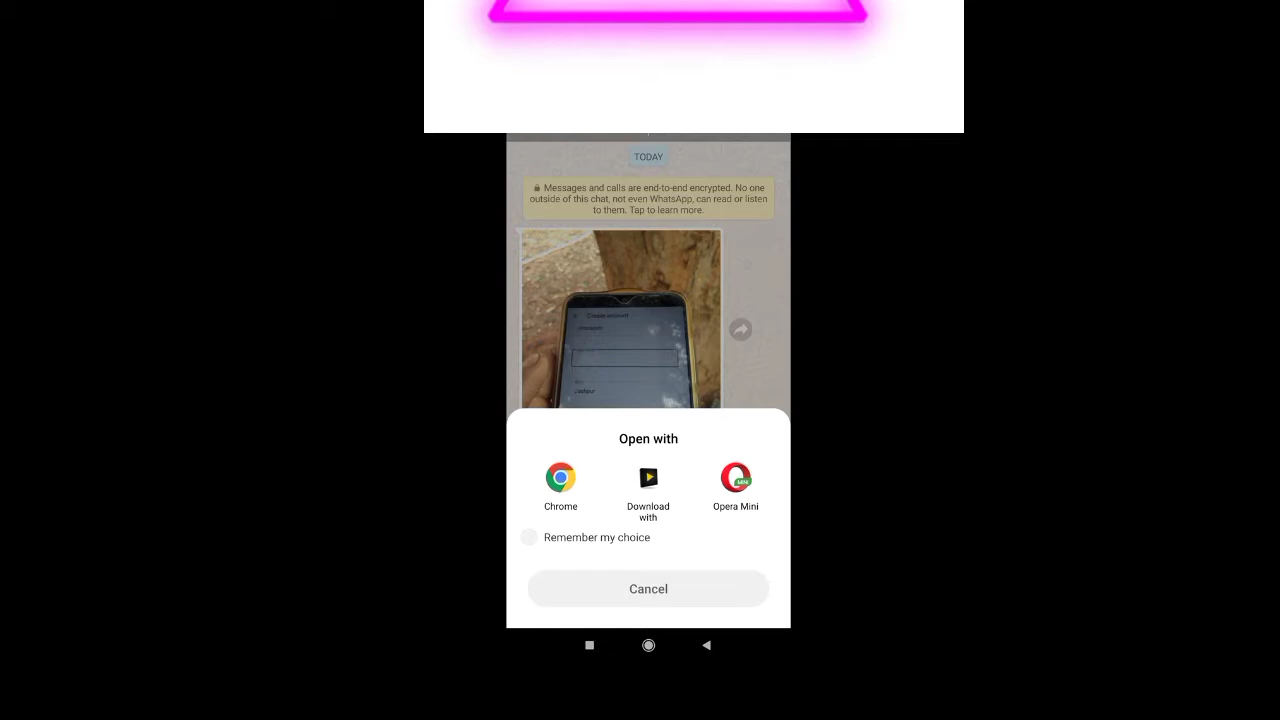 TODAY
Messages and calls are end-to-end encrypted. No one
outside of this chat, not even WhatsApp, can read or listen
to them. Tap to learn more.
Create account
Open with
Chrome
Download
with
Opera Mini
Remember my choice
Cancel